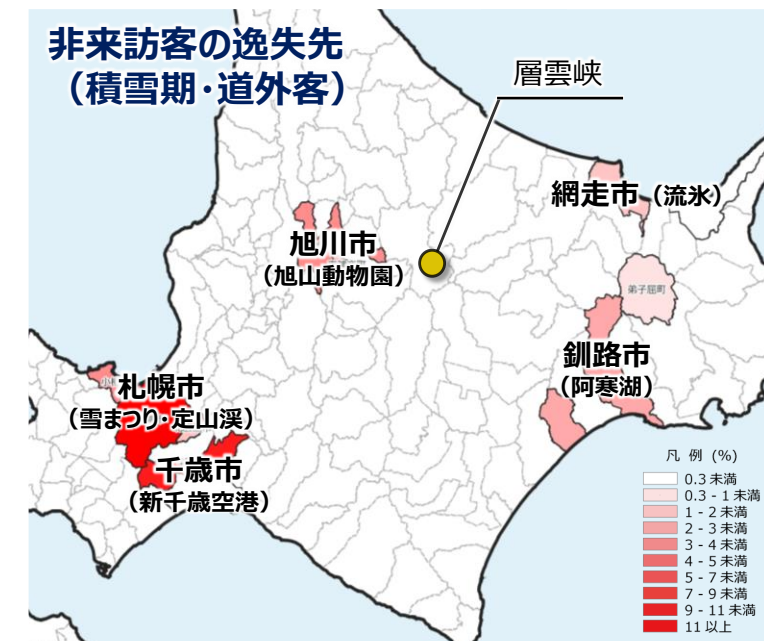 非来訪客の逸失先
（積雪期・道外客）
層雲峡
網走市（流氷）
旭川市
（旭山動物園）
弟子屈町
釧路市
（阿寒湖）
札幌市
（雪まつり・定山渓）
千歳市
（新千歳空港）
凡 例 (%)
0.3 未満
0.3 - 1 未満
1 - 2 未満
2 - 3 未満
3 - 4 未満
4 - 5 未満
5 - 7 未満
7 - 9 未満
9 - 11 未満
11 以上